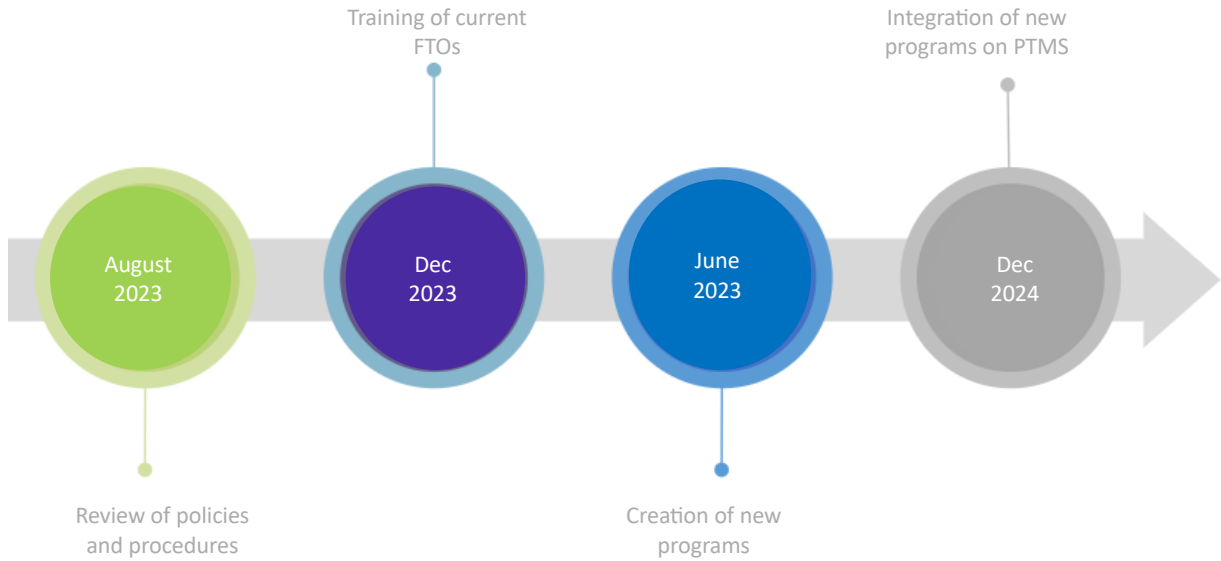 Training of current
FTOs
Integration of new
programs on PTMS
August
2023
Dec
2023
June
2023
Dec
2024
Review of policies
and procedures
Creation of new
programs